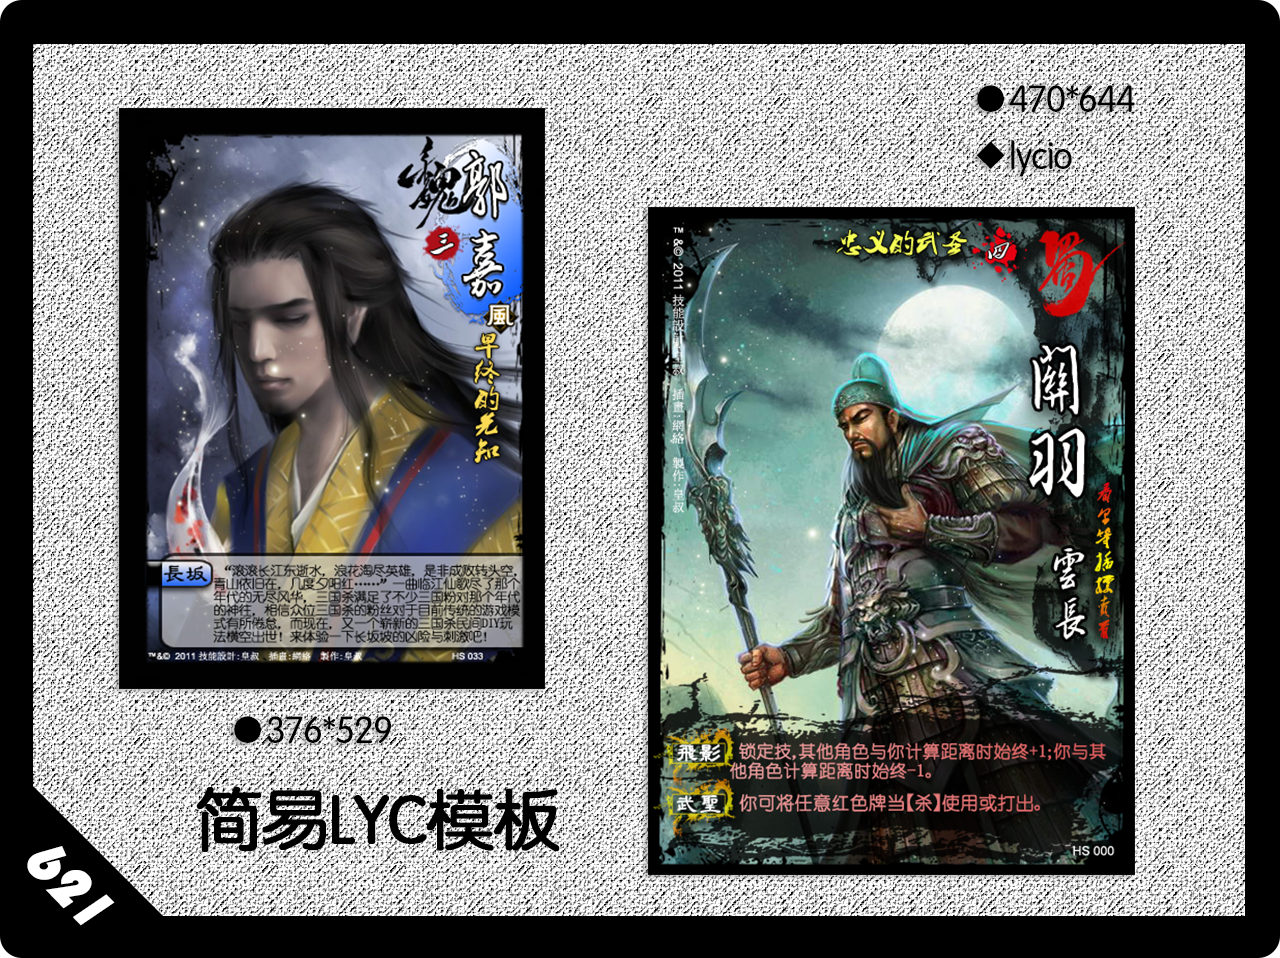 ●470*644
◆lycio
魏
郭嘉
三
風
早终的先知
長坂
“滚滚长江东逝水，浪花淘尽英雄，是非成败转头空，
青山依旧在，几度夕阳红……”一曲临江仙歌尽了那个
年代的无尽风华，三国杀满足了不少三国粉对那个年代
的神往，相信众位三国杀的粉丝对于目前传统的游戏模
式有所倦怠，而现在，又一个崭新的三国杀民间DIY玩
法横空出世！来体验一下长坂坡的凶险与刺激吧！
™&© 2011 技能設計:皇叔 插畫:網絡 製作:皇叔
HS 033
●376*529
简易LYC模板
621
™&© 2011 技能設計:皇叔 插畫:網絡 製作:皇叔
忠义的武圣
四
蜀
關羽
雲長
飛影 锁定技,其他角色与你计算距离时始终+1;你与其
他角色计算距离时始终-1。
武聖 你可将任意红色牌当【杀】使用或打出。
HS 000